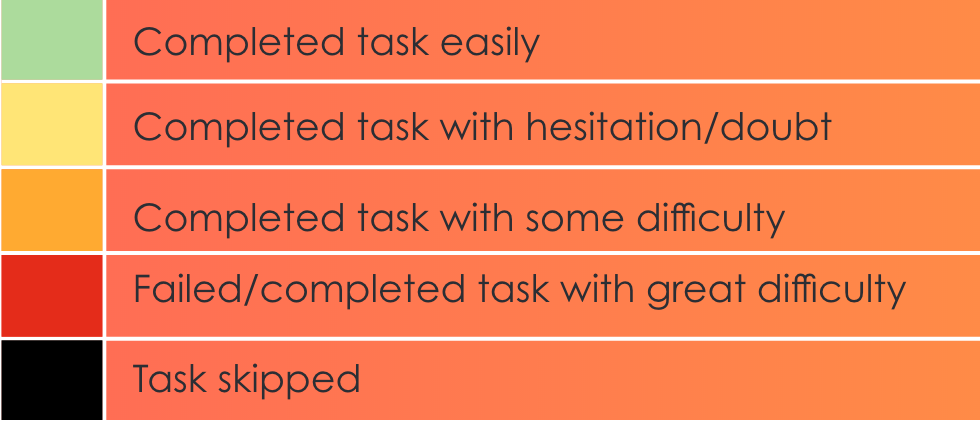 Completed task easily
Completed task with hesitation/doubt
Completed task with some difficulty
Failed/completed task with great difficulty
Task skipped